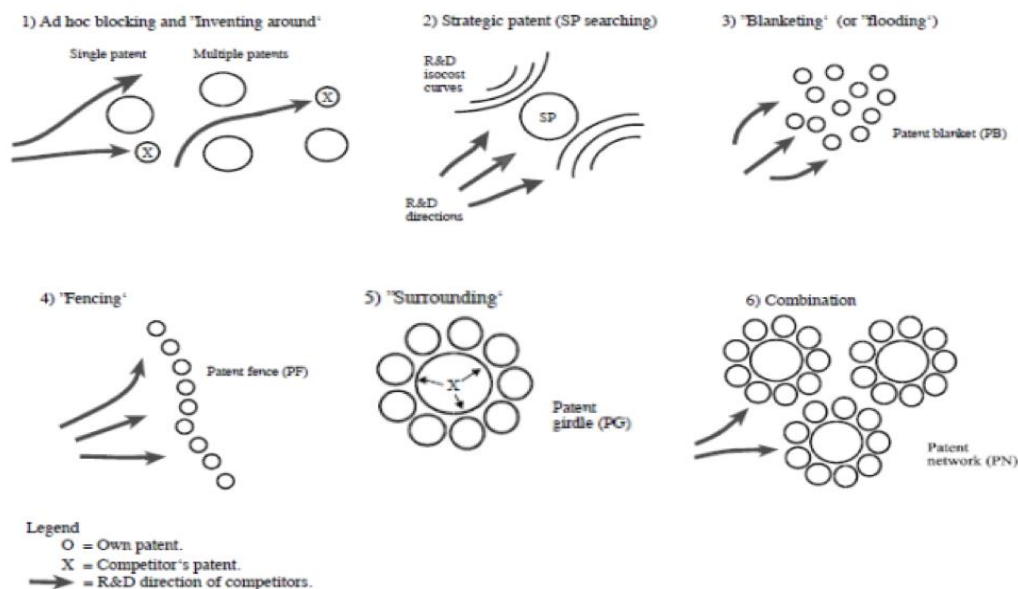 1) Ad hoc blocking and "Inventing around‘
Single patent
Multiple patents
X
X
2) Strategic patent (SP searching)
R&D
isocost
curves
SP
R&D
directions
3) "Blanketing‘ (or "flooding‘)
Patent blanket (PB)
4) "Fencing‘
Patent fence (PF)
5) "Surrounding‘
X
Patent
girdle (PG)
6) Combination
Patent
network (PN)
Legend
O = Own patent.
X = Competitor‘s patent.
= R&D direction of competitors.